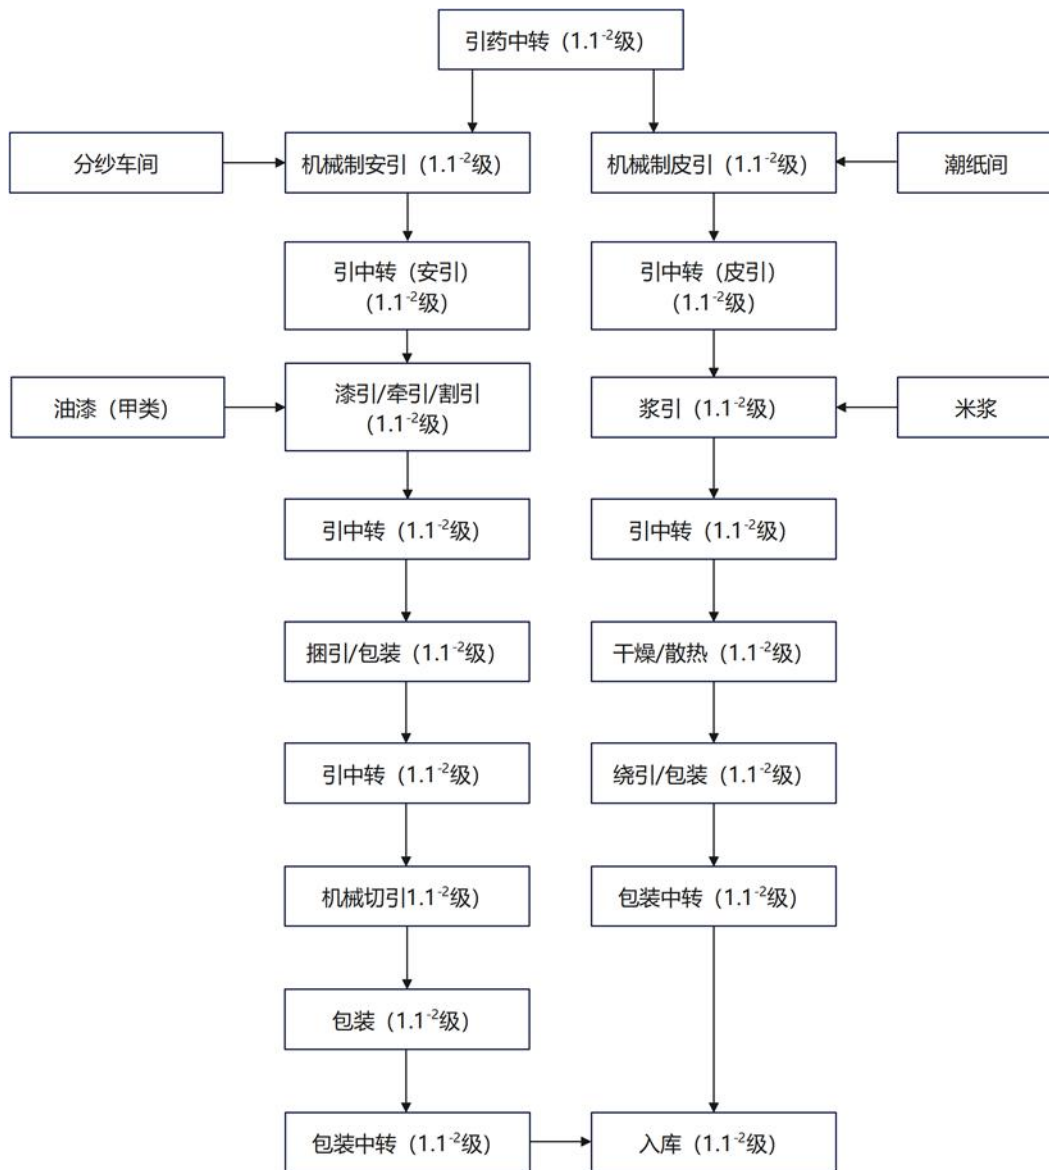 引药中转（1.1⁻²级）
分纱车间
机械制安引（1.1⁻²级）
机械制皮引（1.1⁻²级）
潮纸间
引中转（安引）
（1.1⁻²级）
引中转（皮引）
（1.1⁻²级）
油漆（甲类）
漆引/牵引/割引
（1.1⁻²级）
浆引（1.1⁻²级）
米浆
引中转（1.1⁻²级）
引中转（1.1⁻²级）
捆引/包装（1.1⁻²级）
干燥/散热（1.1⁻²级）
引中转（1.1⁻²级）
绕引/包装（1.1⁻²级）
机械切引1.1⁻²级）
包装中转（1.1⁻²级）
包装（1.1⁻²级）
包装中转（1.1⁻²级）
入库（1.1⁻²级）